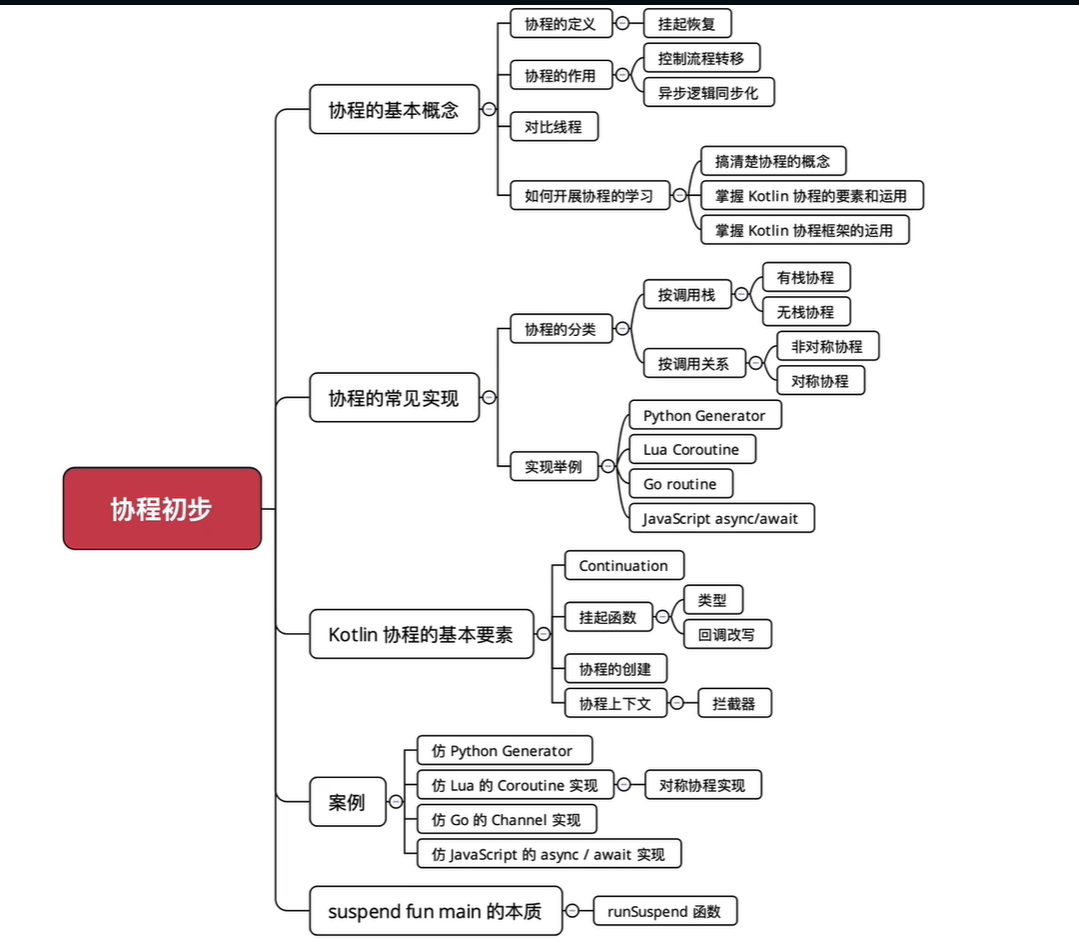 协程初步
协程的基本概念
协程的定义
挂起恢复
协程的作用
控制流程转移
异步逻辑同步化
对比线程
如何开展协程的学习
搞清楚协程的概念
掌握 Kotlin 协程的要素和运用
掌握 Kotlin 协程框架的运用
协程的常见实现
协程的分类
按调用栈
有栈协程
无栈协程
按调用关系
非对称协程
对称协程
实现举例
Python Generator
Lua Coroutine
Go routine
JavaScript async/await
Kotlin 协程的基本要素
Continuation
挂起函数
类型
回调改写
协程的创建
协程上下文
拦截器
案例
仿 Python Generator
仿 Lua 的 Coroutine 实现
对称协程实现
仿 Go 的 Channel 实现
仿 JavaScript 的 async / await 实现
suspend fun main 的本质
runSuspend 函数